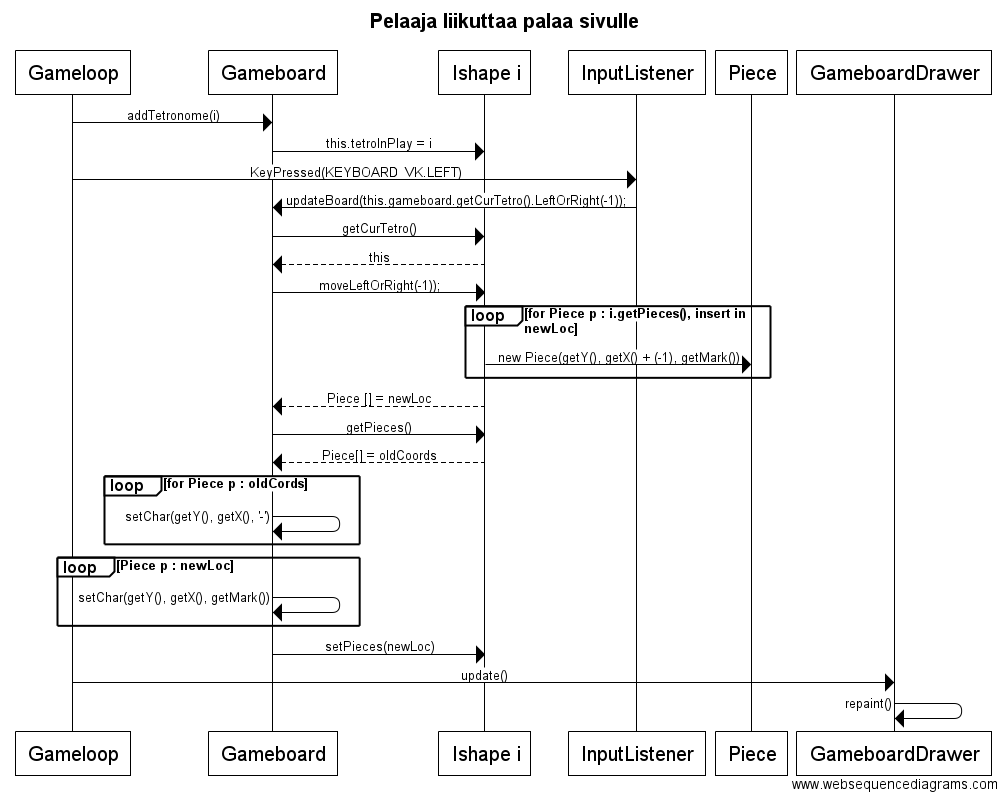 Pelaaja liikuttaa palaa sivulle
Gameloop
Gameboard
Ishape i
InputListener
Piece
GameboardDrawer
addTetronome(i)
this.tetroInPlay = i
KeyPressed(KEYBOARD_VK.LEFT)
updateBoard(this.gameboard.getCurTetro().LeftOrRight(-1));
getCurTetro()
this
moveLeftOrRight(-1));
loop
[for Piece p : i.getPieces(), insert in
newLoc]
new Piece(getY(), getX() + (-1), getMark())
Piece [] = newLoc
getPieces()
Piece[] = oldCoords
loop
[for Piece p : oldCords]
setChar(getY(), getX(), '-')
loop
[Piece p : newLoc]
setChar(getY(), getX(), getMark())
setPieces(newLoc)
update()
repaint()
Gameloop
Gameboard
Ishape i
InputListener
Piece
GameboardDrawer
www.websequencediagrams.com